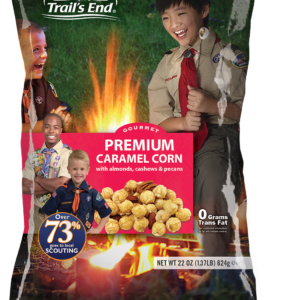 Trail's End®
GOURMET
PREMIUM
CARAMEL CORN
with almonds, cashews & pecans
Over
73%
goes to local
SCOUTING
0 Grams
Trans Fat
NET WT 22 OZ (1.37LB) 624g